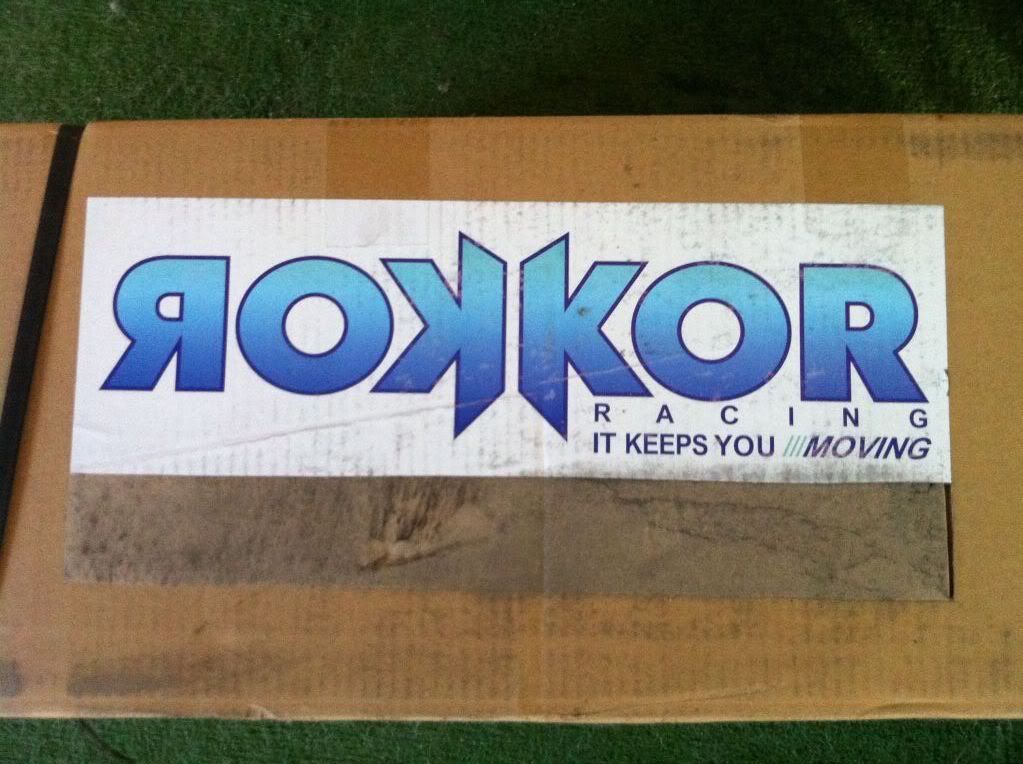 ROKKOR
RACING
IT KEEPS YOU ///MOVING